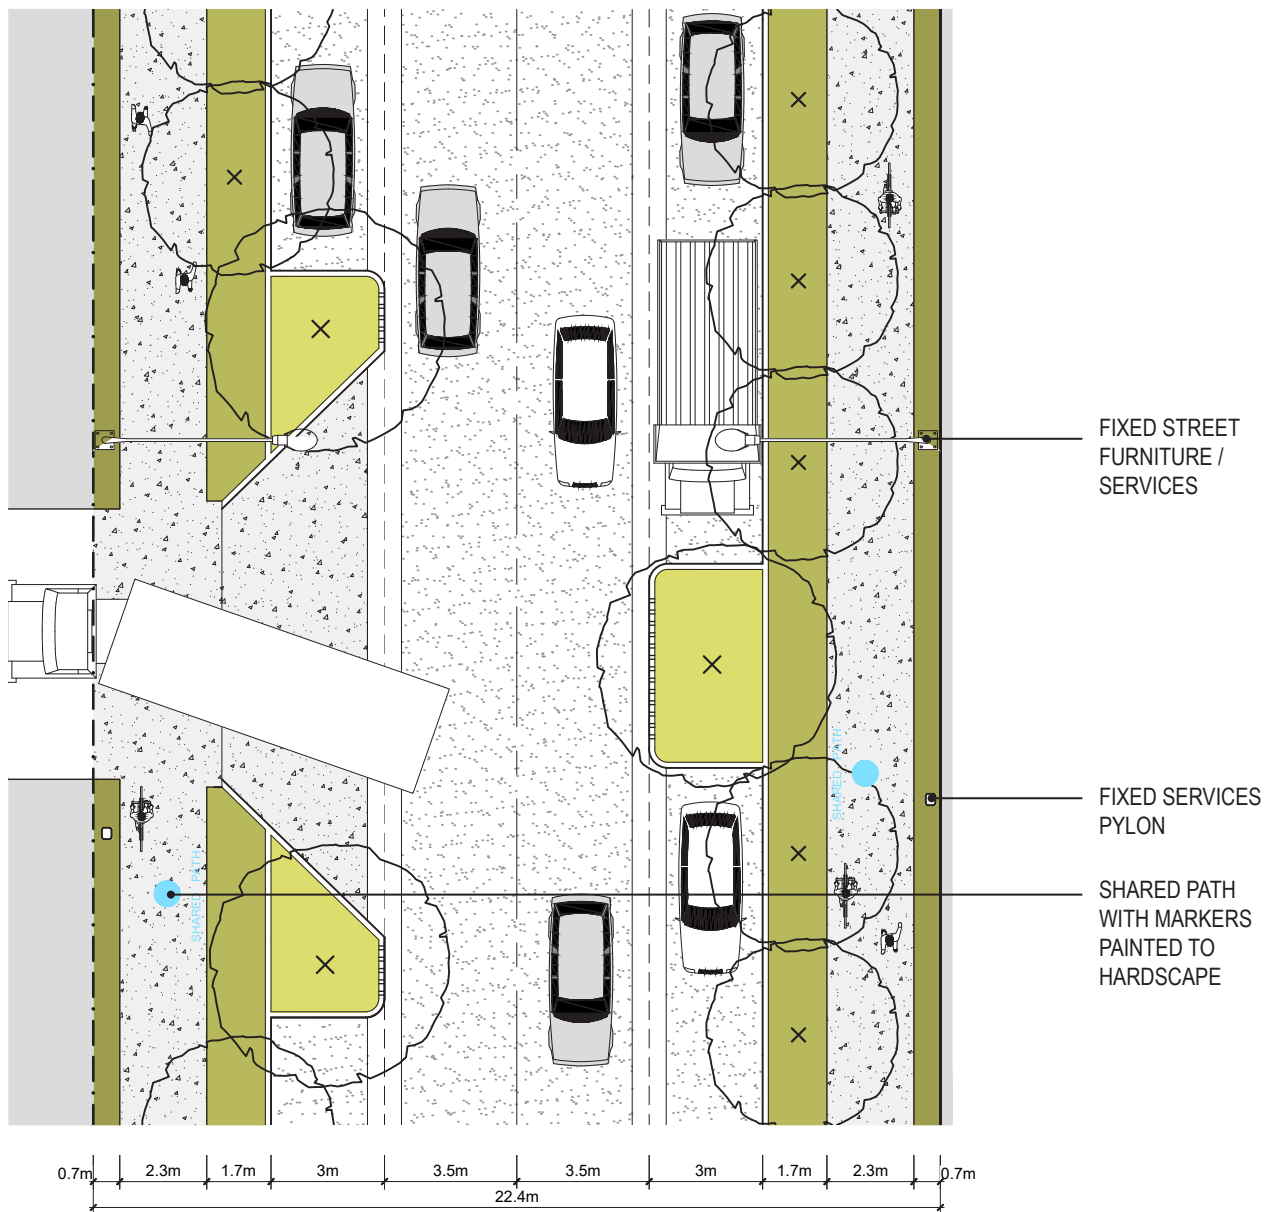 FIXED STREET
FURNITURE /
SERVICES
SHARED PATH
FIXED SERVICES
PYLON
SHARED PATH
SHARED PATH
WITH MARKERS
PAINTED TO
HARDSCAPE
0.7m 2.3m 1.7m 3m 3.5m 3.5m 3m 1.7m 2.3m 0.7m
22.4m